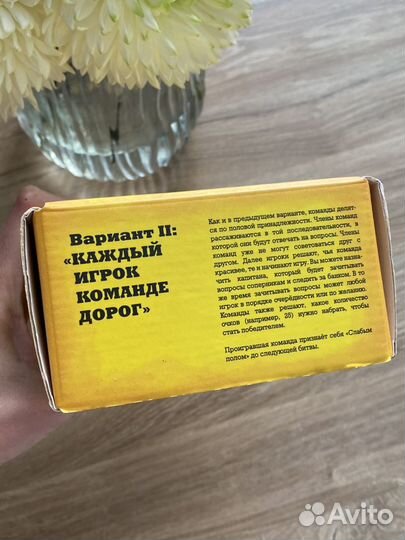 Вариант II:
«КАЖДЫЙ
ИГРОК
КОМАНДЕ
ДОРОГ»
Как и в предыдущем варианте, команды делят-
ся по половой принадлежности. Члены команд
рассаживаются в той последовательности, в
которой они будут отвечать на вопросы. Члены
команд уже не могут советоваться друг с
другом. Далее игроки решают, чья команда
красивее, те и начинают игру. Вы можете назна-
чить капитана, который будет зачитывать
вопросы соперникам и следить за банком. В то
же время зачитывать вопросы может любой
игрок в порядке очерёдности или по желанию.
Команды также решают, какое количество
очков (например, 25) нужно набрать, чтобы
стать победителем.
Проигравшая команда признаёт себя «Слабым
полом» до следующей битвы.
Avito